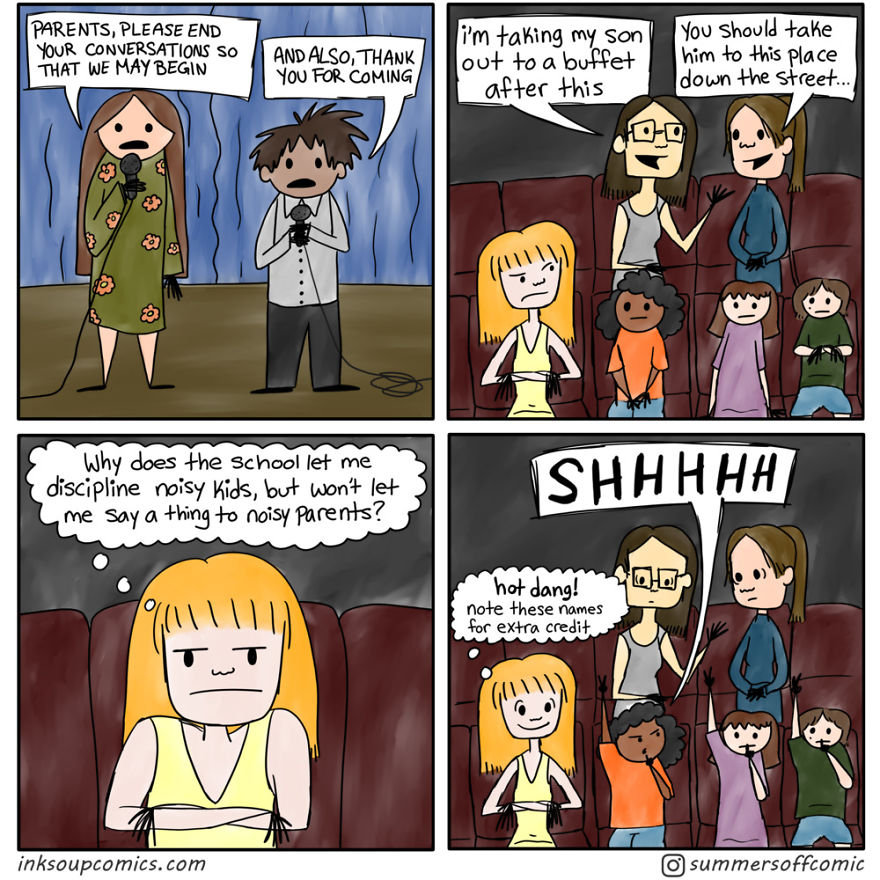 PARENTS, PLEASE END
YOUR CONVERSATIONS SO
THAT WE MAY BEGIN
AND ALSO, THANK
YOU FOR COMING
i'm taking my son
out to a buffet
after this
You should take
him to this place
down the street...
Why does the school let me
discipline noisy kids, but won't let
me say a thing to noisy parents?
SHHHHH
hot dang!
note these names
for extra credit
inksoupcomics.com
summersoffcomic